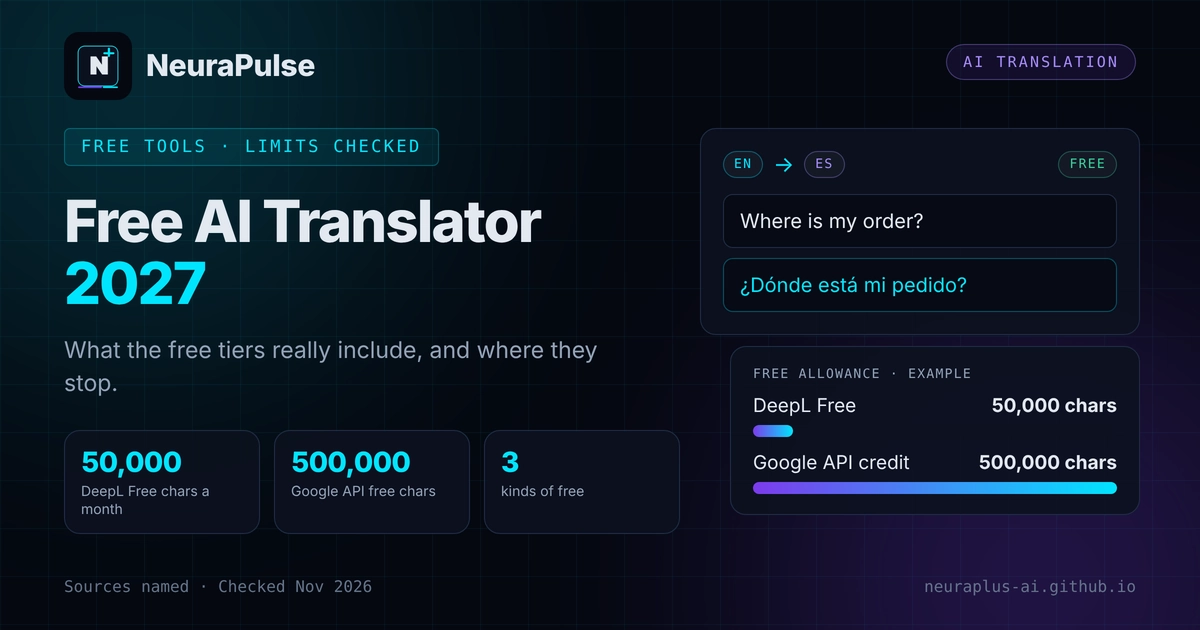 N
NeuraPulse
AI TRANSLATION
FREE TOOLS · LIMITS CHECKED
Free AI Translator
2027
What the free tiers really include, and where they
stop.
50,000
DeepL Free chars a
month
500,000
Google API free chars
3
kinds of free
EN → ES
FREE
Where is my order?
¿Dónde está mi pedido?
FREE ALLOWANCE · EXAMPLE
DeepL Free 50,000 chars
Google API credit 500,000 chars
Sources named · Checked Nov 2026
neuraplus-ai.github.io